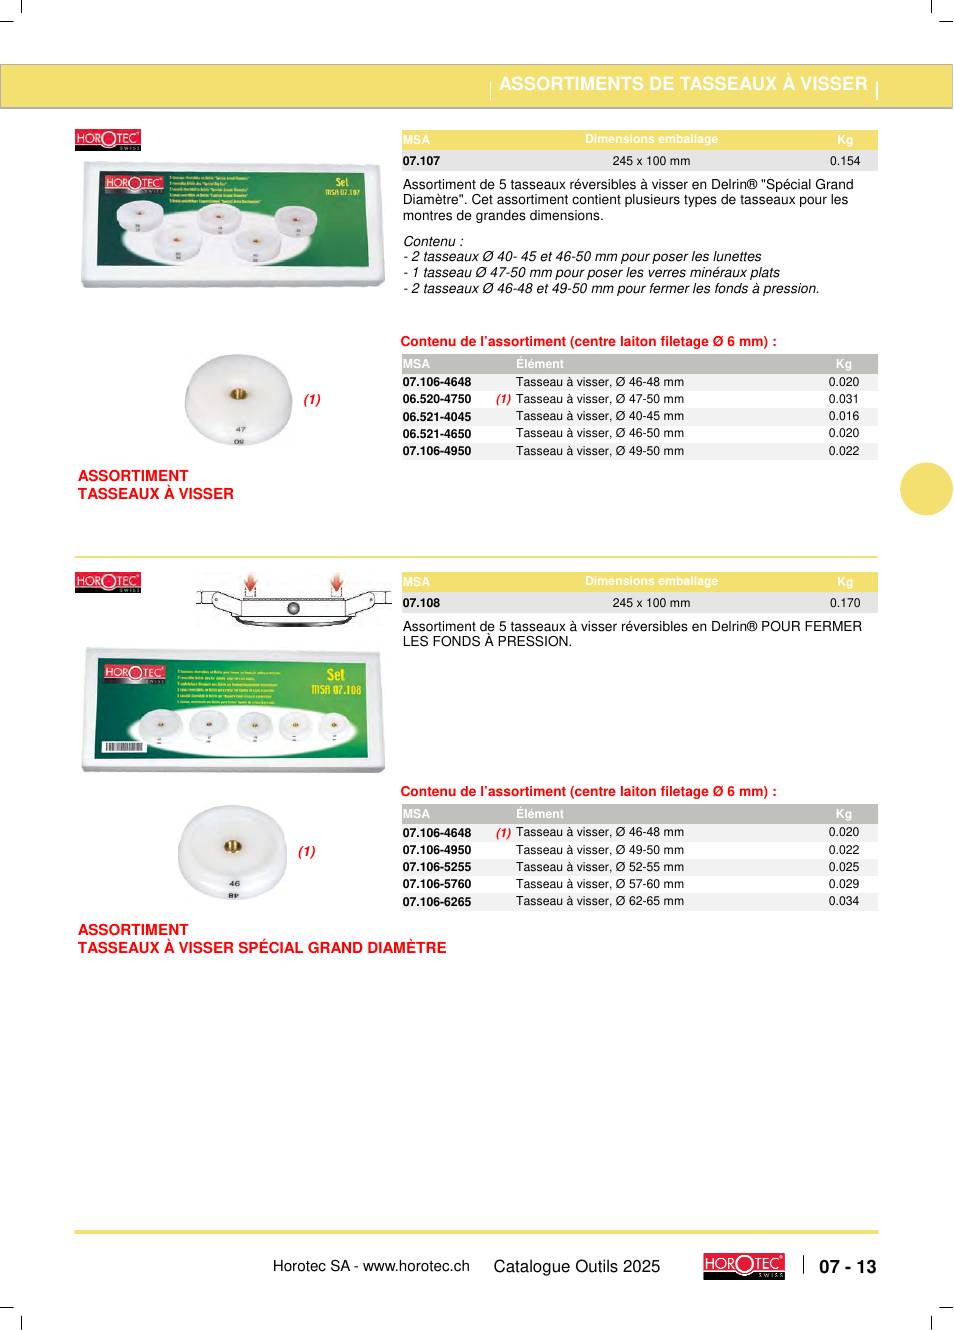 ASSORTIMENTS DE TASSEAUX À VISSER
HOROTEC®
SWISS
MSA Dimensions emballage Kg
07.107 245 x 100 mm 0.154
HOROTEC
Set
MSA 07.107
Assortiment de 5 tasseaux réversibles à visser en Delrin® "Spécial Grand
Diamètre". Cet assortiment contient plusieurs types de tasseaux pour les
montres de grandes dimensions.
Contenu :
- 2 tasseaux Ø 40- 45 et 46-50 mm pour poser les lunettes
- 1 tasseau Ø 47-50 mm pour poser les verres minéraux plats
- 2 tasseaux Ø 46-48 et 49-50 mm pour fermer les fonds à pression.
Contenu de l'assortiment (centre laiton filetage Ø 6 mm) :
MSA Élément Kg
07.106-4648 Tasseau à visser, Ø 46-48 mm 0.020
06.520-4750 (1) Tasseau à visser, Ø 47-50 mm 0.031
06.521-4045 Tasseau à visser, Ø 40-45 mm 0.016
06.521-4650 Tasseau à visser, Ø 46-50 mm 0.020
07.106-4950 Tasseau à visser, Ø 49-50 mm 0.022
(1)
47
50
ASSORTIMENT
TASSEAUX À VISSER
HOROTEC®
SWISS
MSA Dimensions emballage Kg
07.108 245 x 100 mm 0.170
Assortiment de 5 tasseaux à visser réversibles en Delrin® POUR FERMER
LES FONDS À PRESSION.
HOROTEC
Set
MSA 07.108
Contenu de l'assortiment (centre laiton filetage Ø 6 mm) :
MSA Élément Kg
07.106-4648 (1) Tasseau à visser, Ø 46-48 mm 0.020
07.106-4950 Tasseau à visser, Ø 49-50 mm 0.022
07.106-5255 Tasseau à visser, Ø 52-55 mm 0.025
07.106-5760 Tasseau à visser, Ø 57-60 mm 0.029
07.106-6265 Tasseau à visser, Ø 62-65 mm 0.034
(1)
46
48
ASSORTIMENT
TASSEAUX À VISSER SPÉCIAL GRAND DIAMÈTRE
Horotec SA - www.horotec.ch Catalogue Outils 2025 HOROTEC® SWISS 07 - 13